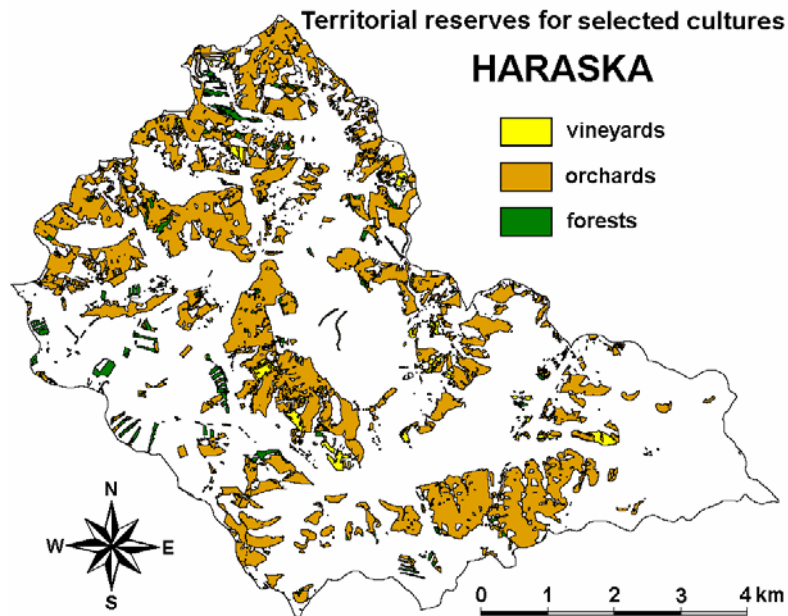 Territorial reserves for selected cultures
HARASKA
vineyards
orchards
forests
N
W E
S
0 1 2 3 4 km